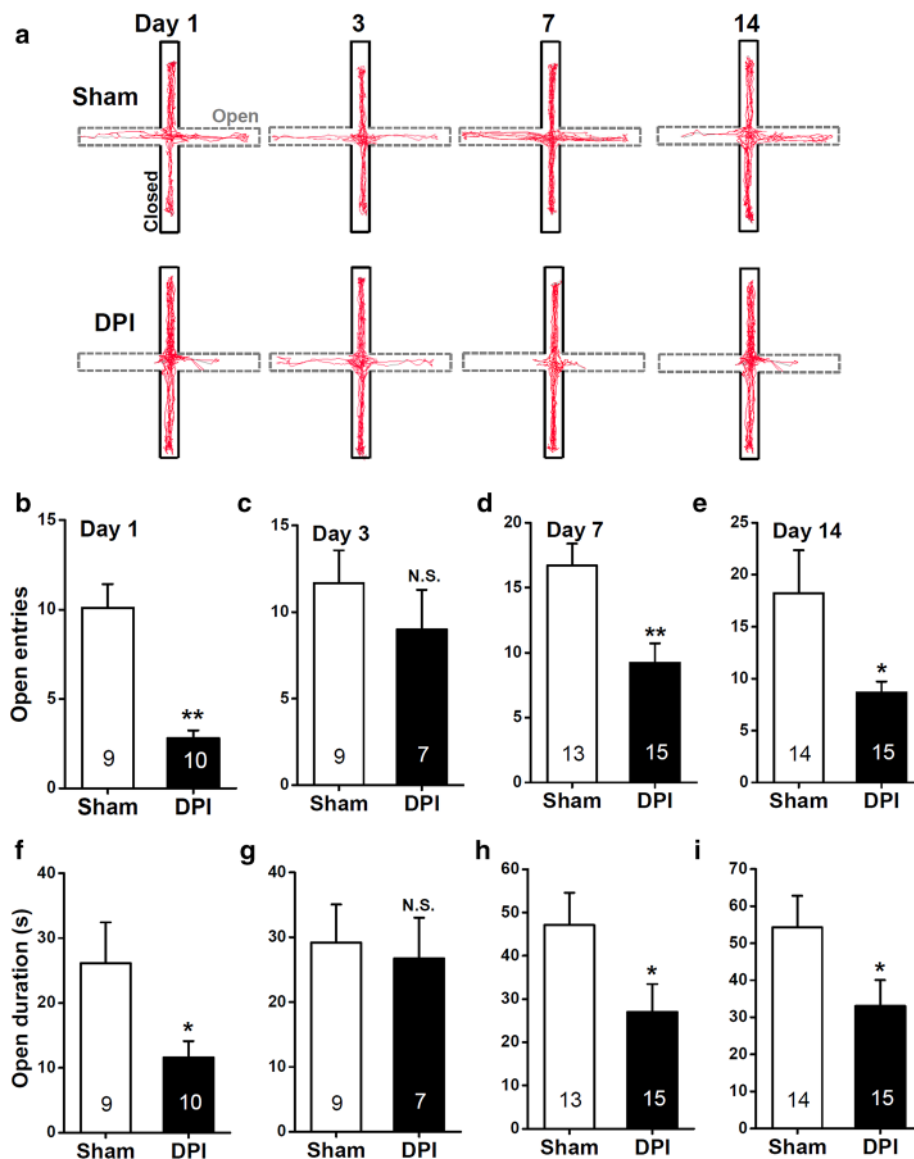 a
Day 1 3 7 14
Sham
Open
Closed
DPI
b c d e
Day 1 Day 3 Day 7 Day 14
Open entries
15
10
5
0
**
9 10
Sham DPI
15
10
5
0
N.S.
9 7
Sham DPI
20
15
10
5
0
**
13 15
Sham DPI
25
20
15
10
5
0
*
14 15
Sham DPI
f g h i
Open duration (s)
40
30
20
10
0
*
9 10
Sham DPI
40
30
20
10
0
N.S.
9 7
Sham DPI
60
50
40
30
20
10
0
*
13 15
Sham DPI
70
60
50
40
30
20
10
0
*
14 15
Sham DPI